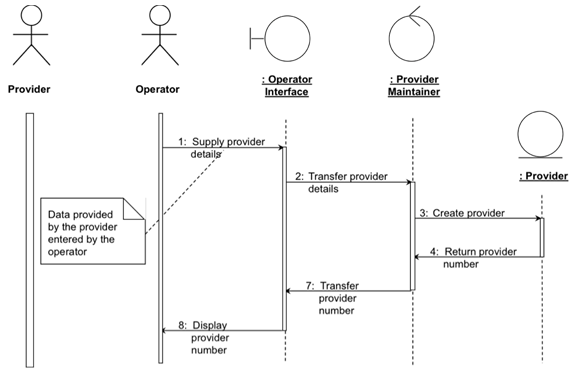 Provider
Operator
: Operator
Interface
: Provider
Maintainer
: Provider
1: Supply provider
details
2: Transfer provider
details
3: Create provider
4: Return provider
number
Data provided
by the provider
entered by the
operator
7: Transfer
provider
number
8: Display
provider
number